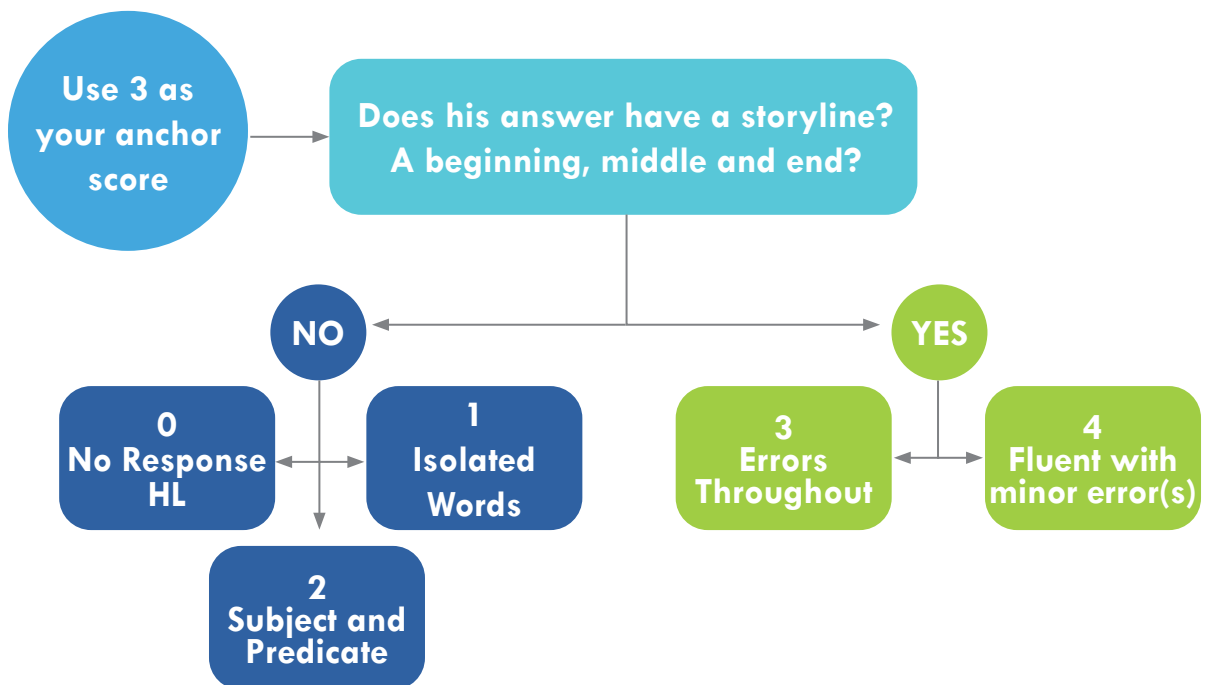 Use 3 as
your anchor
score
Does his answer have a storyline?
A beginning, middle and end?
NO
YES
0
No Response
HL
1
Isolated
Words
2
Subject and
Predicate
3
Errors
Throughout
4
Fluent with
minor error(s)